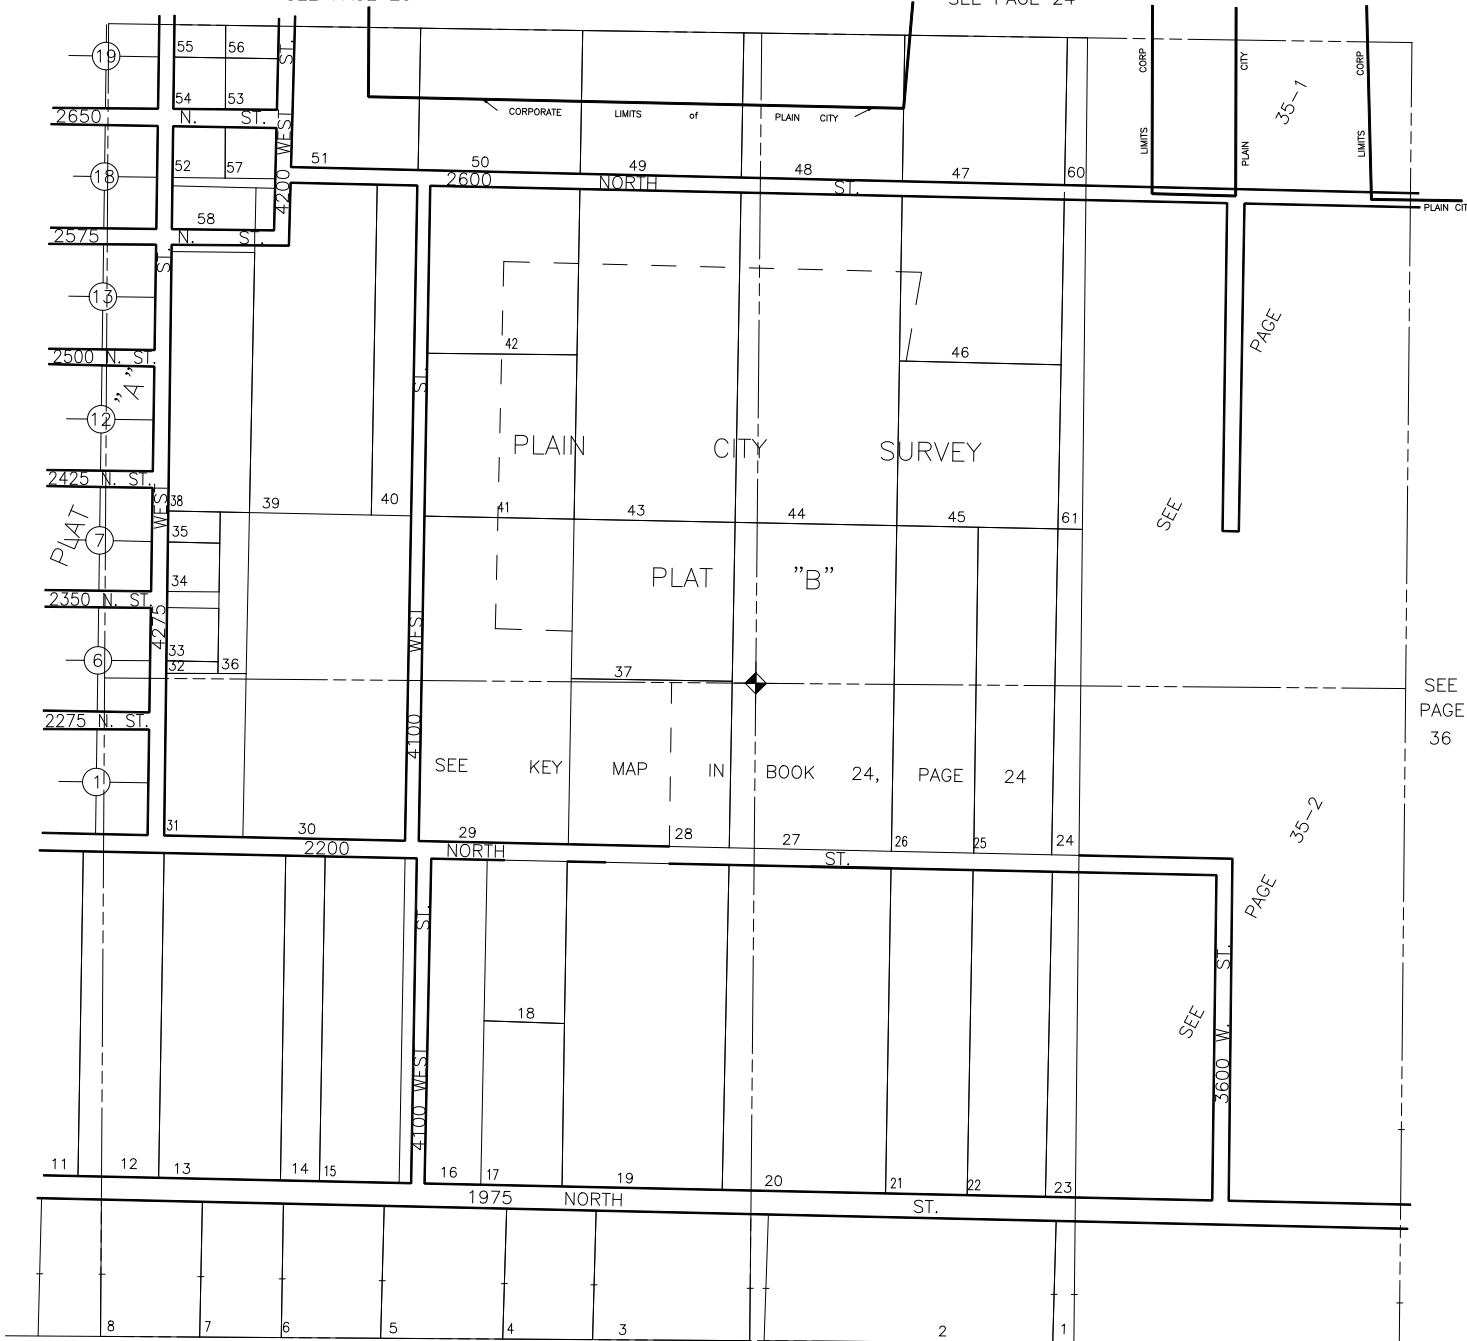 SEE PAGE 24
19
55
56
54
53
2650 N. ST.
18
52
57
58
2575 N. ST.
4200 WEST ST.
CORPORATE LIMITS of PLAIN CITY
CORP LIMITS
CITY PLAIN
CORP LIMITS
PLAIN CIT
35-1
51
50
49
48
47
60
2600 NORTH ST.
13
2500 N. ST.
"A"
12
2425 N. ST.
PLAT
7
2350 N. ST.
6
2275 N. ST.
1
4275 WEST ST.
38
39
40
35
34
33
32
36
4100 WEST ST.
42
46
PLAIN CITY SURVEY
41
43
44
45
61
PLAT "B"
37
SEE PAGE
SEE
PAGE
36
SEE KEY MAP IN BOOK 24, PAGE 24
31
30
29
28
27
26
25
24
2200 NORTH ST.
35-2
SEE PAGE
4100 WEST ST.
18
3600 W. ST.
11
12
13
14
15
16
17
19
20
21
22
23
1975 NORTH ST.
8
7
6
5
4
3
2
1